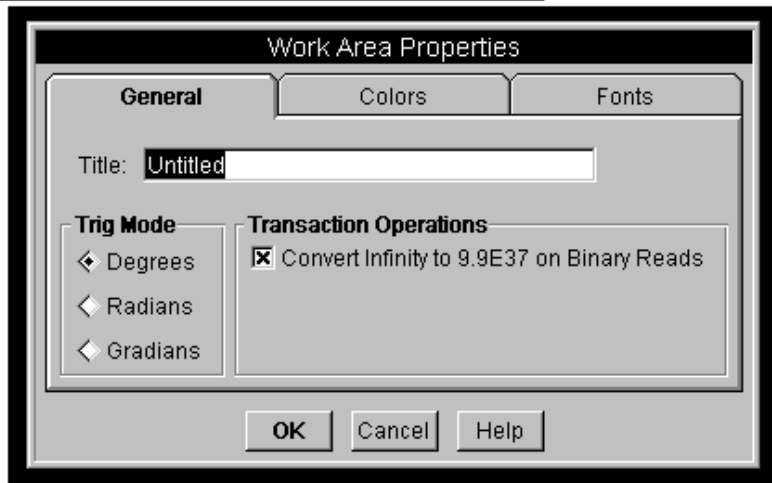 Work Area Properties
General Colors Fonts
Title: Untitled
Trig Mode
Degrees
Radians
Gradians
Transaction Operations
Convert Infinity to 9.9E37 on Binary Reads
OK Cancel Help